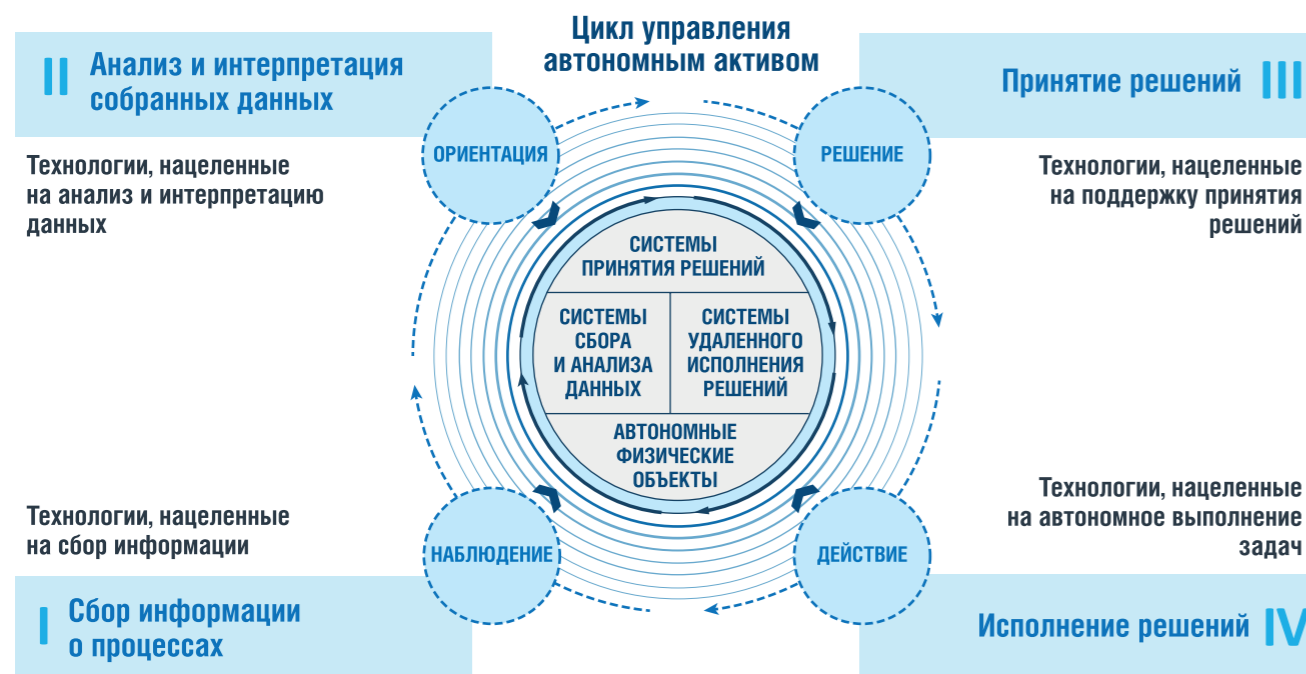 Цикл управления
автономным активом
II
Анализ и интерпретация
собранных данных
Технологии, нацеленные
на анализ и интерпретацию
данных
Принятие решений
III
Технологии, нацеленные
на поддержку принятия
решений
ОРИЕНТАЦИЯ
РЕШЕНИЕ
СИСТЕМЫ
ПРИНЯТИЯ РЕШЕНИЙ
СИСТЕМЫ
СБОРА
И АНАЛИЗА
ДАННЫХ
СИСТЕМЫ
УДАЛЕННОГО
ИСПОЛНЕНИЯ
РЕШЕНИЙ
АВТОНОМНЫЕ
ФИЗИЧЕСКИЕ
ОБЪЕКТЫ
НАБЛЮДЕНИЕ
ДЕЙСТВИЕ
Технологии, нацеленные
на сбор информации
I
Сбор информации
о процессах
Технологии, нацеленные
на автономное выполнение
задач
Исполнение решений
IV